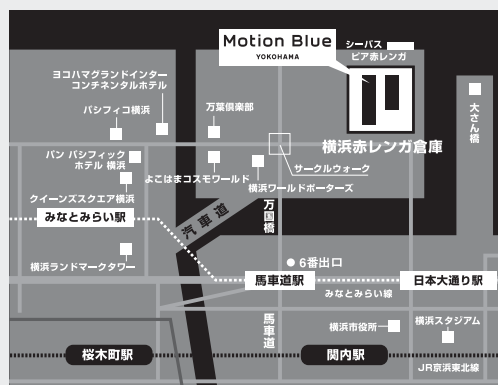 Motion Blue
YOKOHAMA
シーバス
ピア赤レンガ
ヨコハマグランドインター
コンチネンタルホテル
パシフィコ横浜
万葉倶楽部
大さん橋
横浜赤レンガ倉庫
パン パシフィック
ホテル 横浜
よこはまコスモワールド
サークルウォーク
横浜ワールドポーターズ
クイーンズスクエア横浜
みなとみらい駅
汽車道
万国橋
横浜ランドマークタワー
6番出口
馬車道駅
日本大通り駅
みなとみらい線
馬車道
横浜市役所
横浜スタジアム
桜木町駅
関内駅
JR京浜東北線